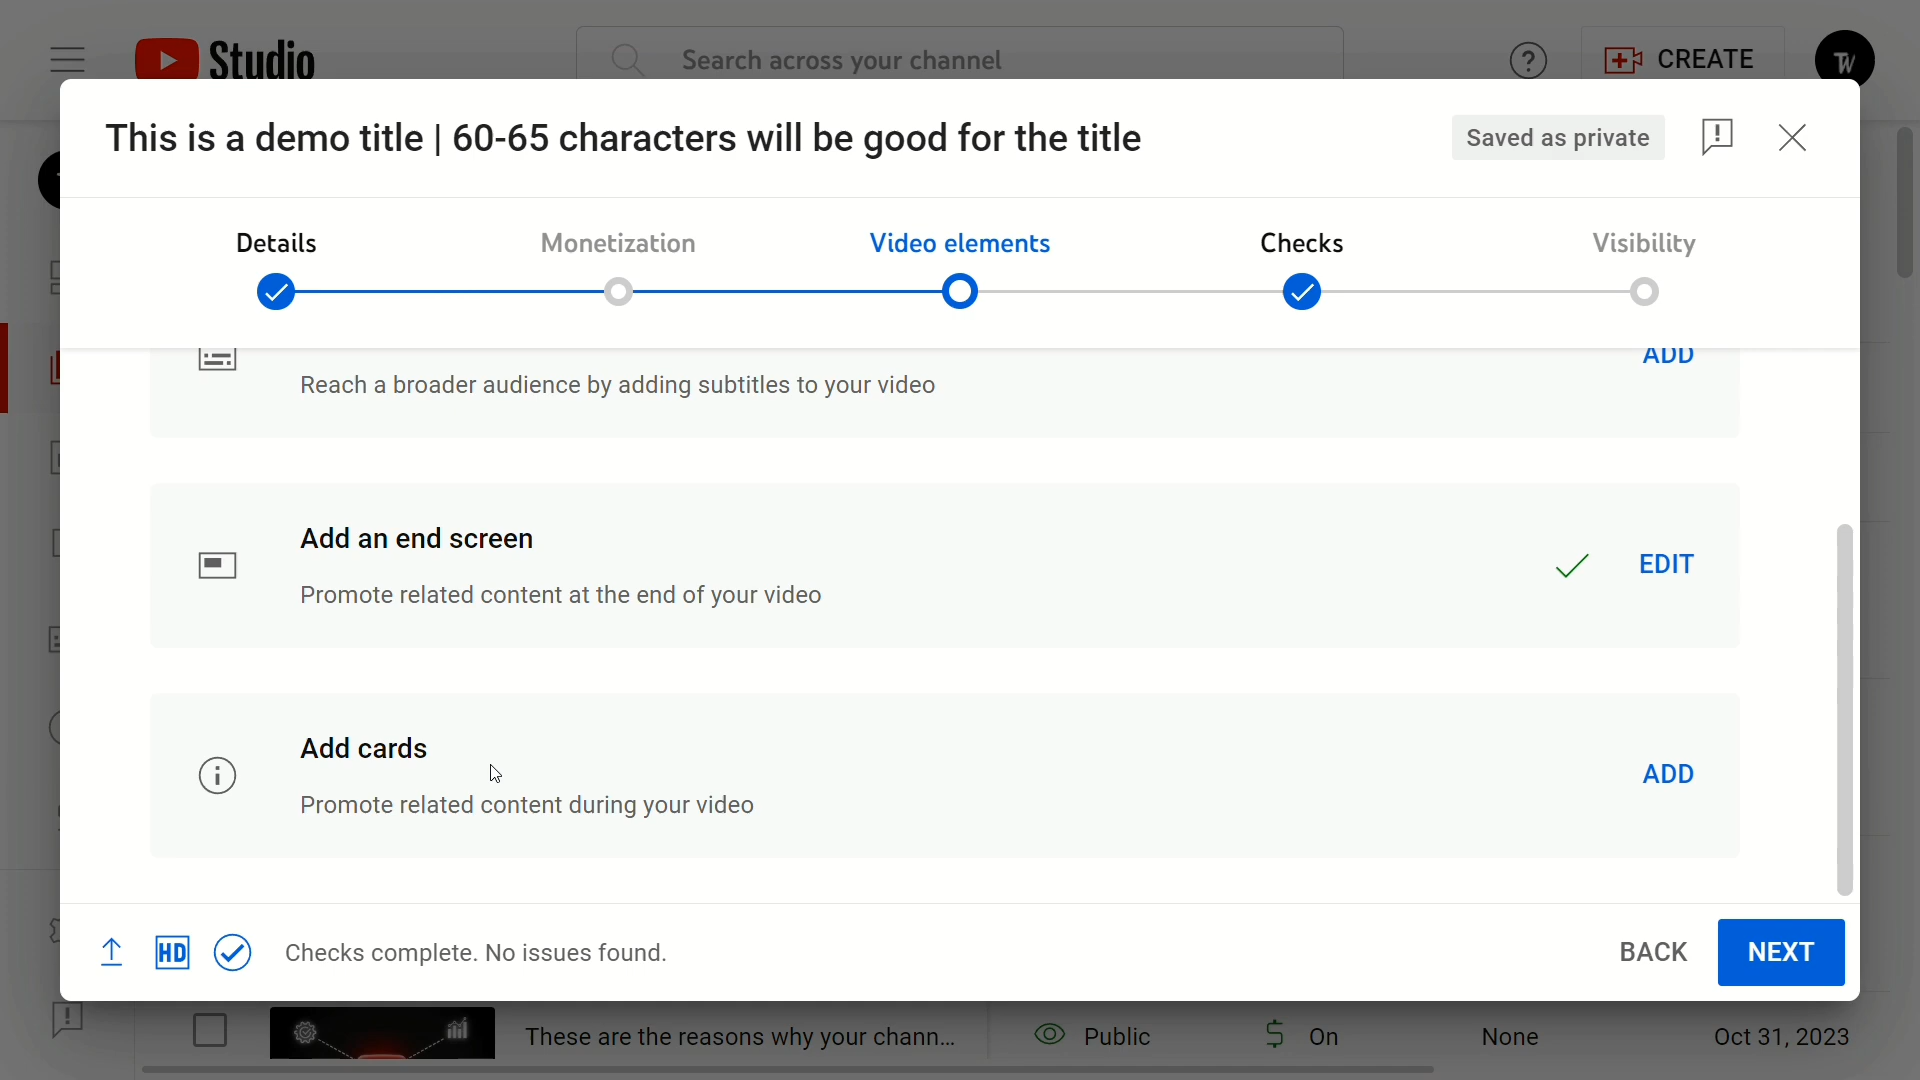 Studio
Search across your channel
CREATE
TW
This is a demo title | 60-65 characters will be good for the title
Saved as private
Details
Monetization
Video elements
Checks
Visibility
ADD
Reach a broader audience by adding subtitles to your video
Add an end screen
EDIT
Promote related content at the end of your video
Add cards
ADD
Promote related content during your video
HD
Checks complete. No issues found.
BACK
NEXT
These are the reasons why your chann...
Public
On
None
Oct 31, 2023